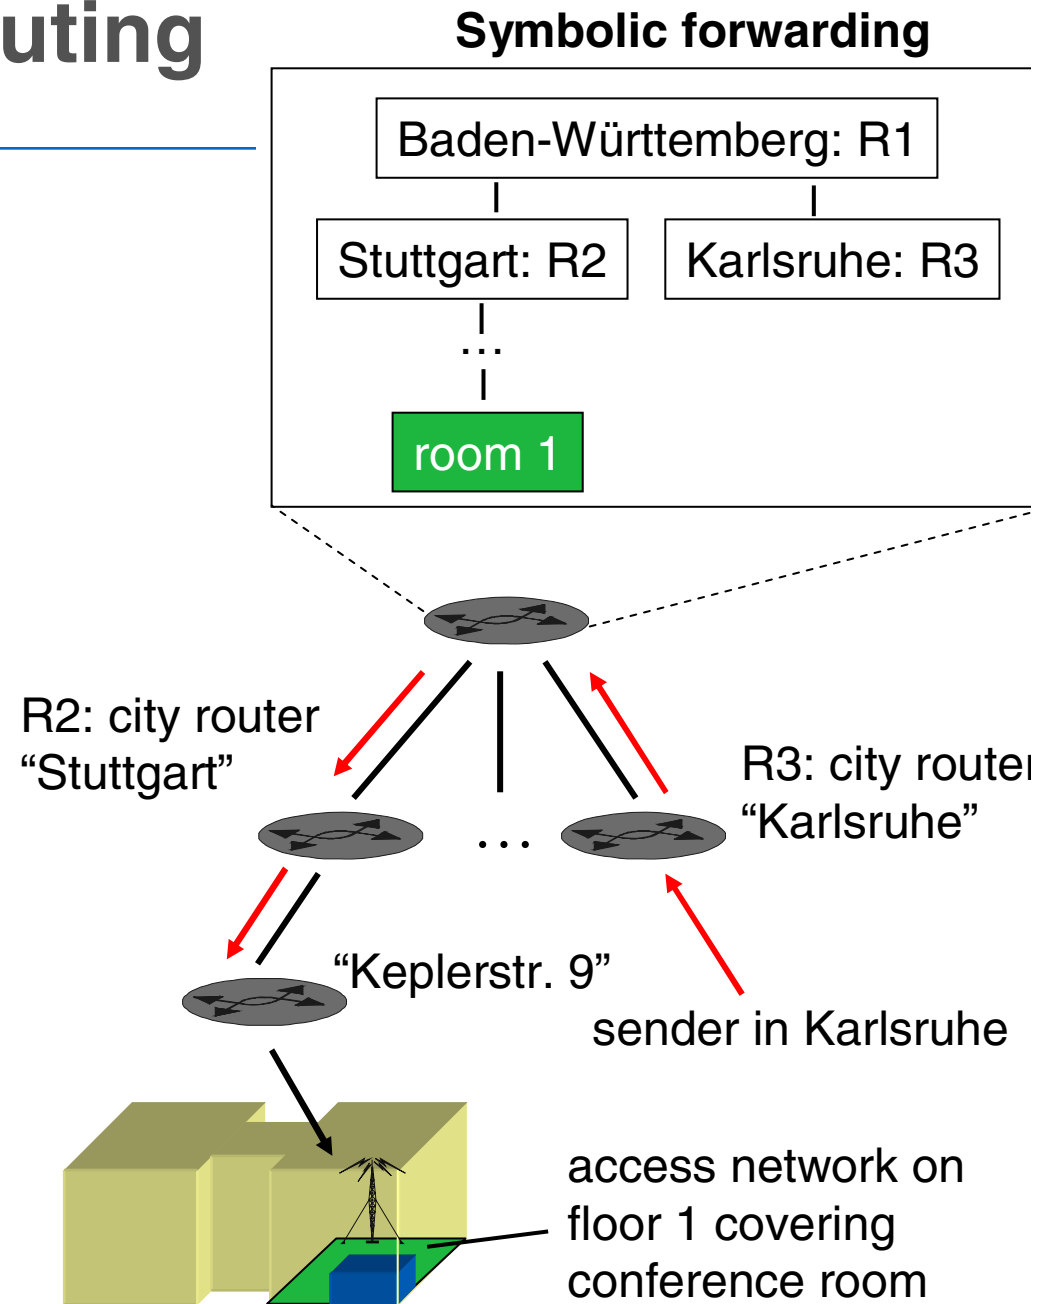 uting
Symbolic forwarding
Baden-Württemberg: R1
Stuttgart: R2
Karlsruhe: R3
...
room 1
R2: city router
“Stuttgart”
R3: city router
“Karlsruhe”
...
“Keplerstr. 9”
sender in Karlsruhe
access network on
floor 1 covering
conference room